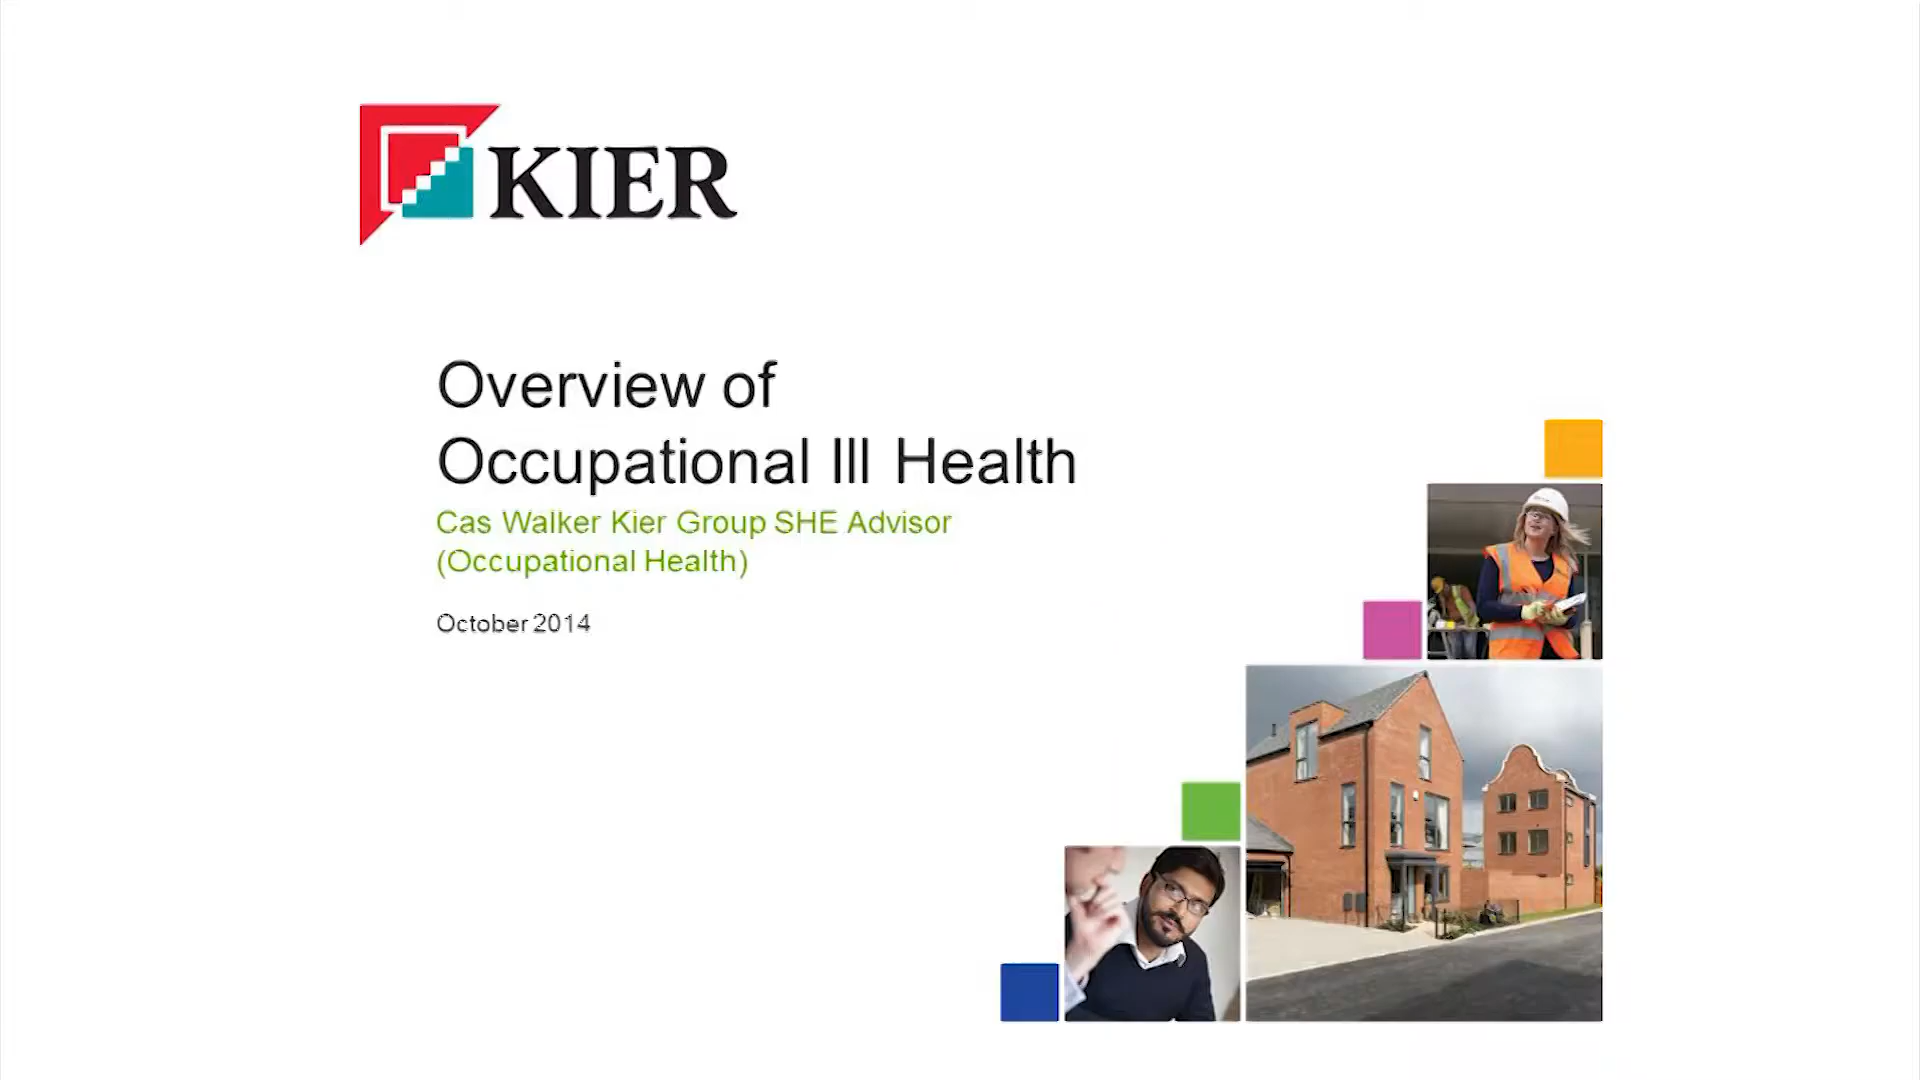 KIER
Overview of
Occupational Ill Health
Cas Walker Kier Group SHE Advisor
(Occupational Health)
October 2014